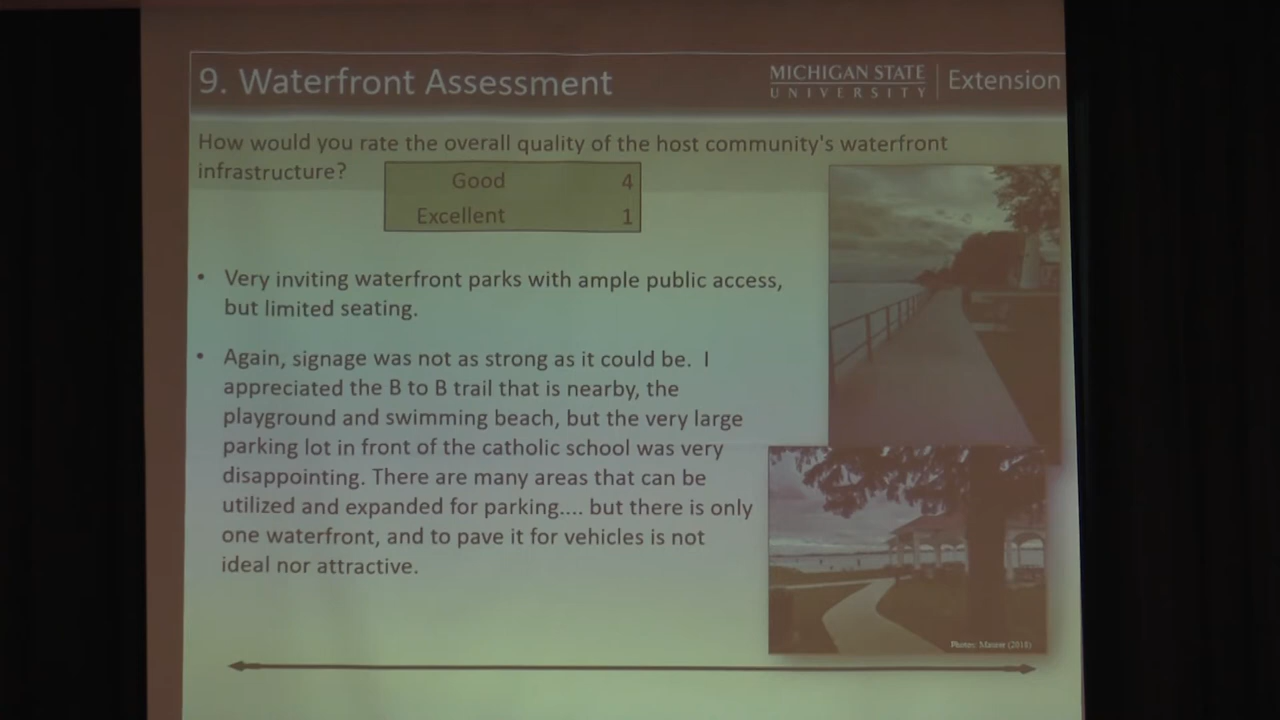 9. Waterfront Assessment
MICHIGAN STATE
UNIVERSITY
Extension
How would you rate the overall quality of the host community's waterfront
infrastructure?
Good 4
Excellent 1
• Very inviting waterfront parks with ample public access,
but limited seating.
• Again, signage was not as strong as it could be. I
appreciated the B to B trail that is nearby, the
playground and swimming beach, but the very large
parking lot in front of the catholic school was very
disappointing. There are many areas that can be
utilized and expanded for parking.... but there is only
one waterfront, and to pave it for vehicles is not
ideal nor attractive.
Photos: (2018)